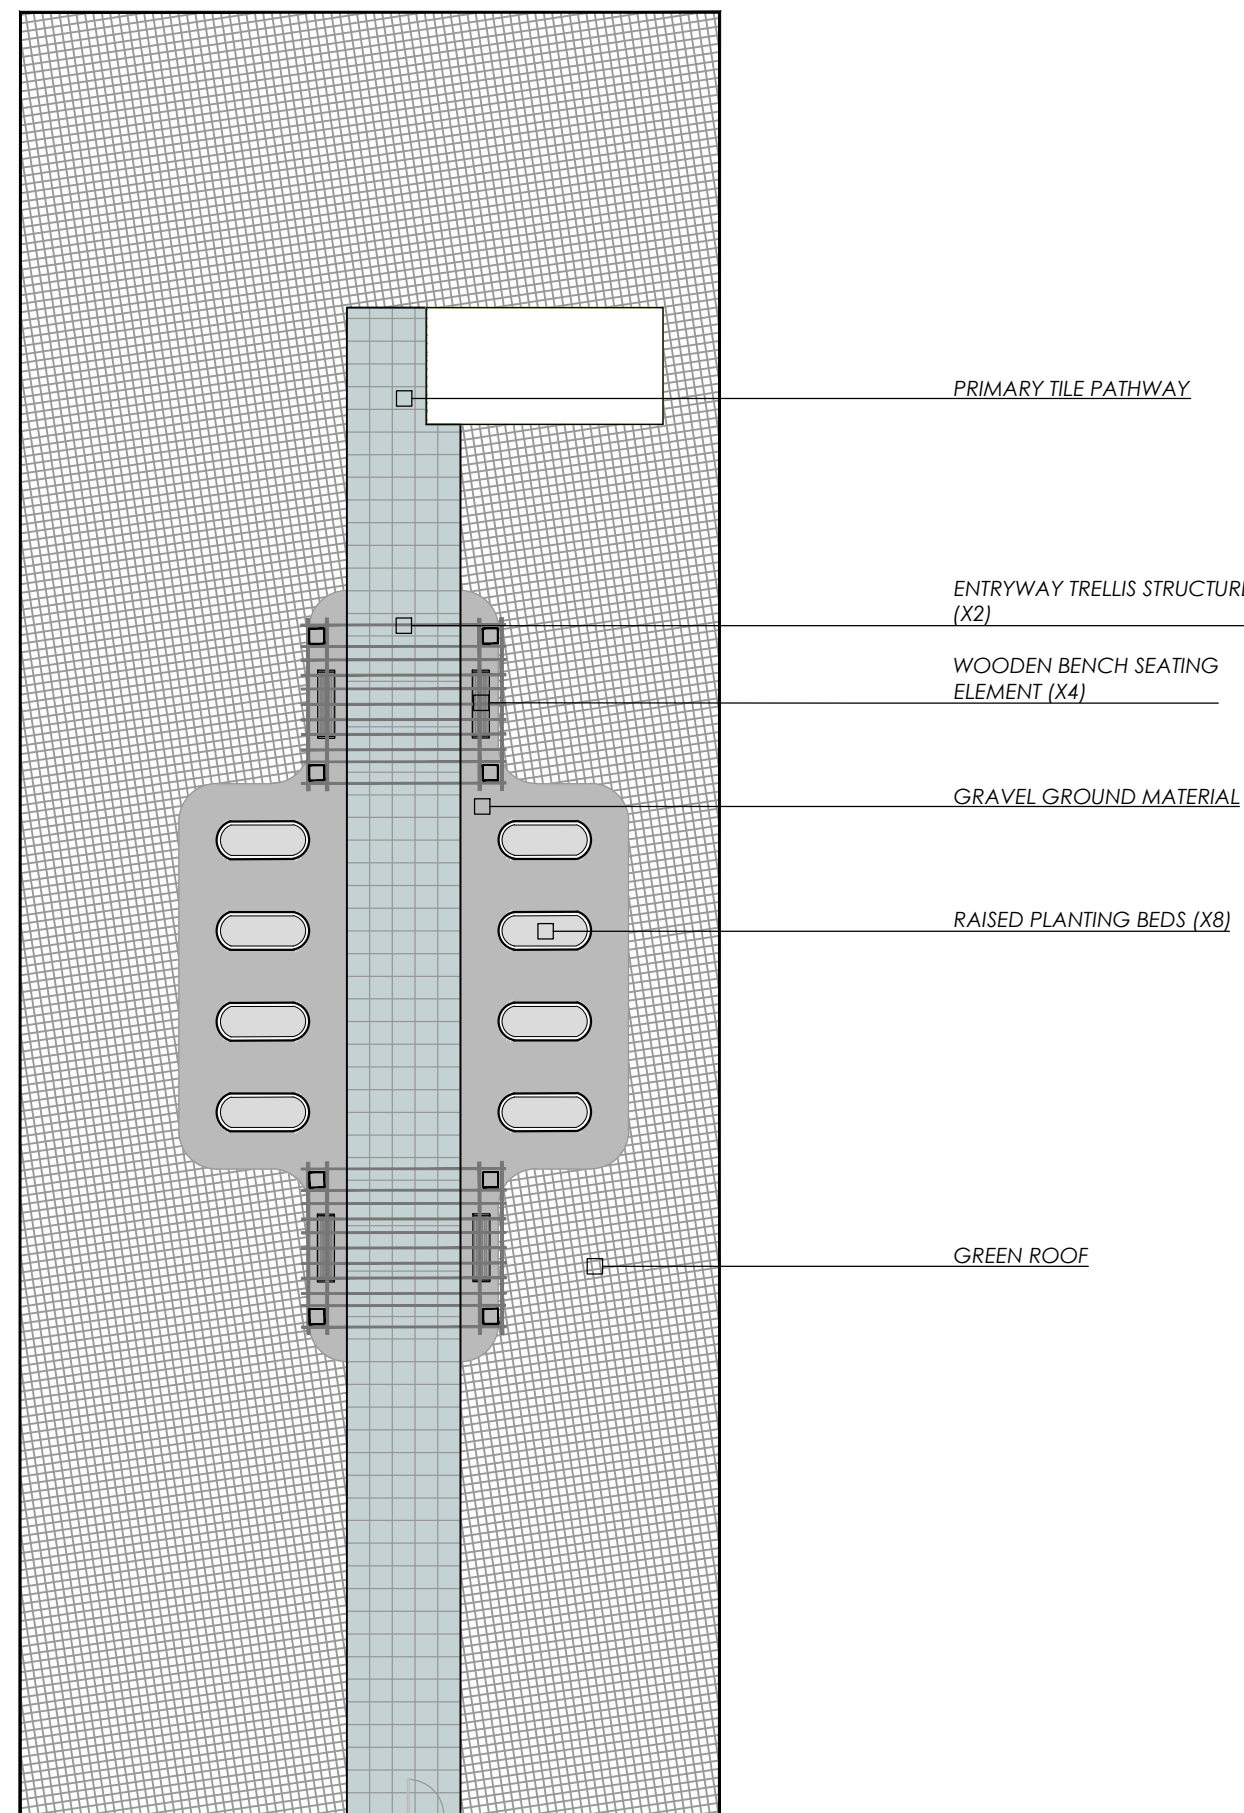 PRIMARY TILE PATHWAY
ENTRYWAY TRELLIS STRUCTURE
(X2)
WOODEN BENCH SEATING
ELEMENT (X4)
GRAVEL GROUND MATERIAL
RAISED PLANTING BEDS (X8)
GREEN ROOF